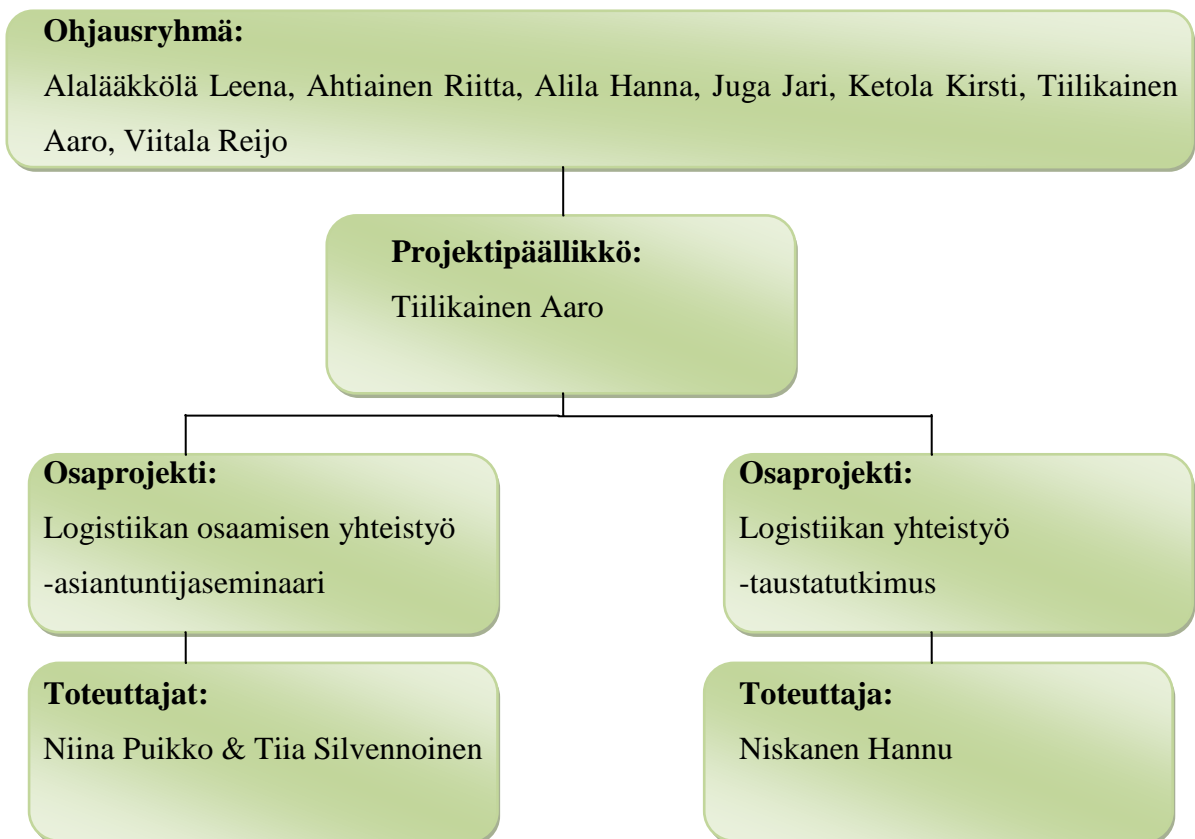 Ohjausryhmä:
Alalääkkölä Leena, Ahtiainen Riitta, Alila Hanna, Juga Jari, Ketola Kirsti, Tiilikainen
Aaro, Viitala Reijo
Projektipäällikkö:
Tiilikainen Aaro
Osaprojekti:
Logistiikan osaamisen yhteistyö
-asiantuntijaseminaari
Osaprojekti:
Logistiikan yhteistyö
-taustatutkimus
Toteuttajat:
Niina Puikko & Tiia Silvennoinen
Toteuttaja:
Niskanen Hannu